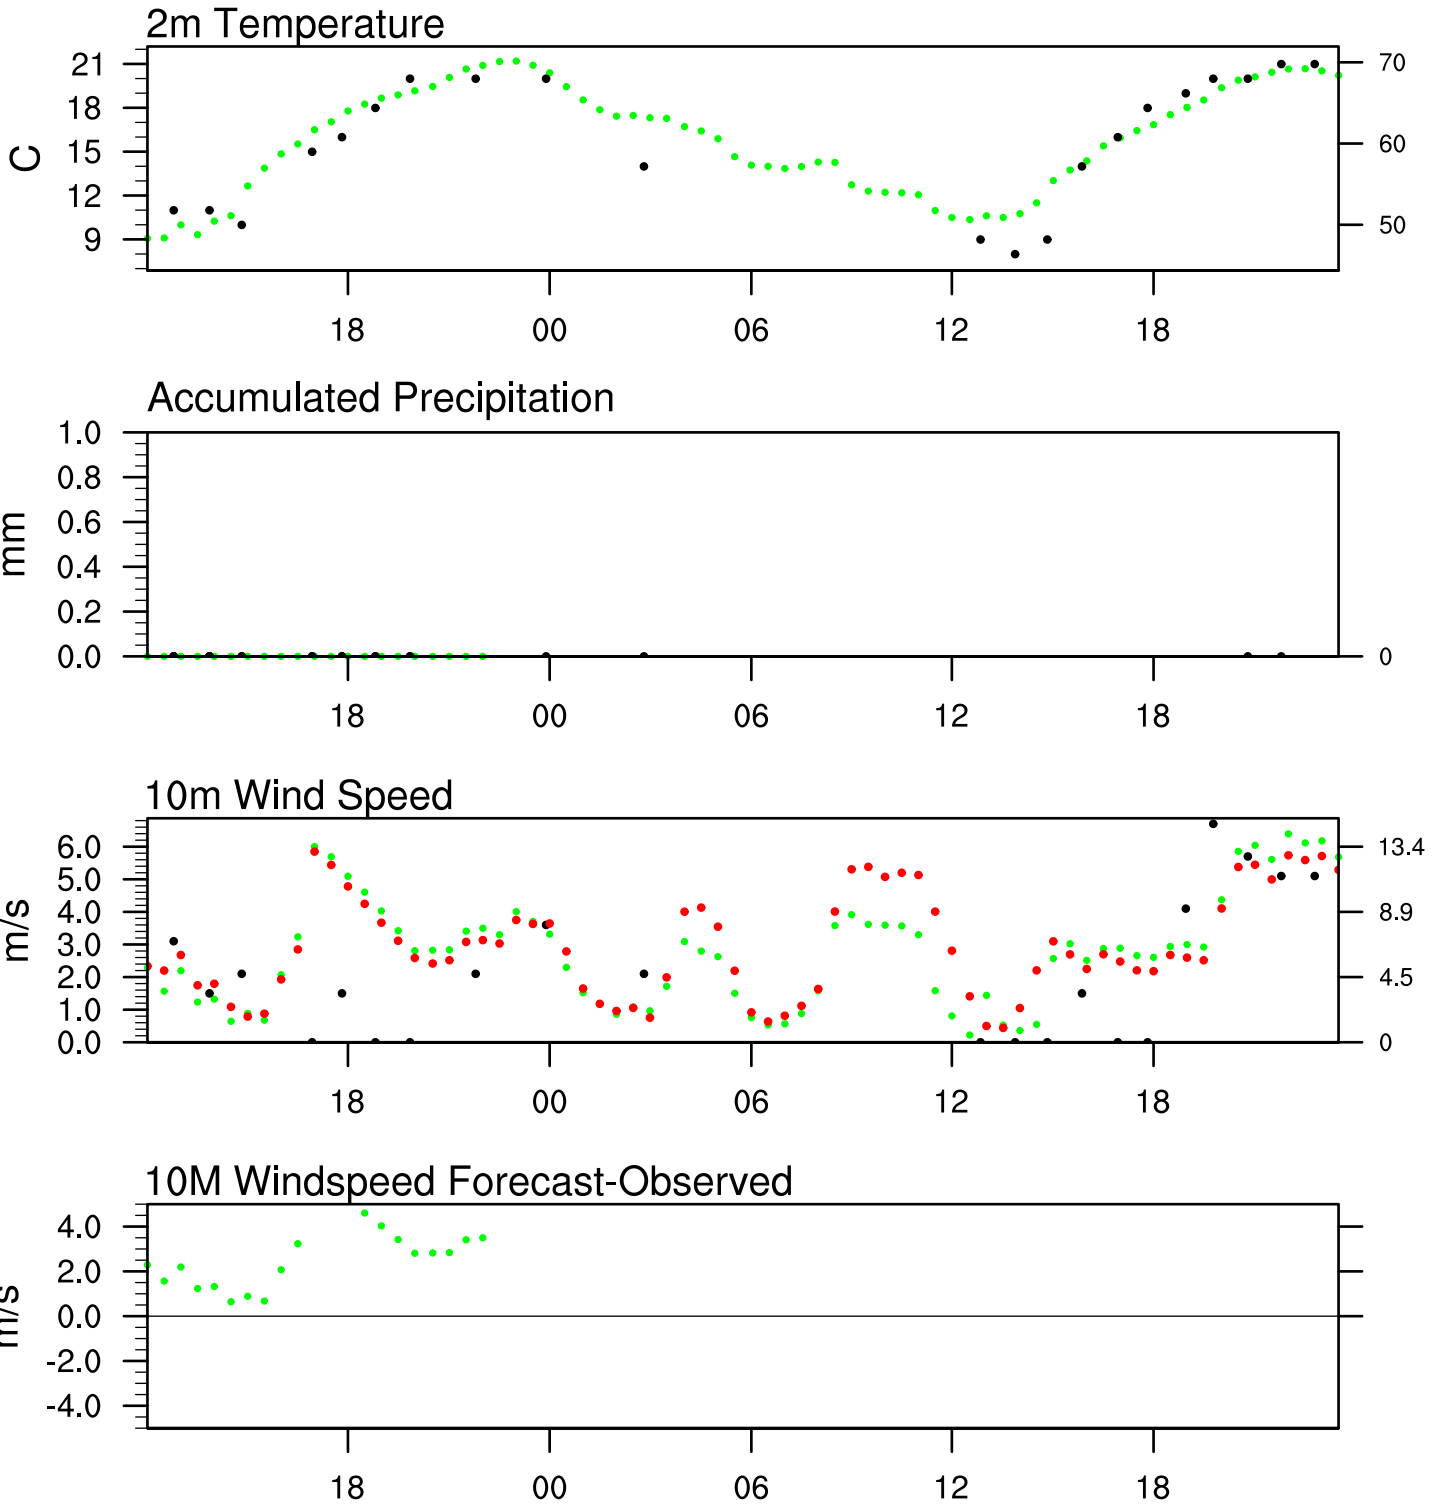 2m Temperature
21
18
15
12
9
C
70
60
50
18 00 06 12 18
Accumulated Precipitation
1.0
0.8
0.6
0.4
0.2
0.0
mm
0
18 00 06 12 18
10m Wind Speed
6.0
5.0
4.0
3.0
2.0
1.0
0.0
m/s
13.4
8.9
4.5
0
18 00 06 12 18
10M Windspeed Forecast-Observed
4.0
2.0
0.0
-2.0
-4.0
m/s
18 00 06 12 18